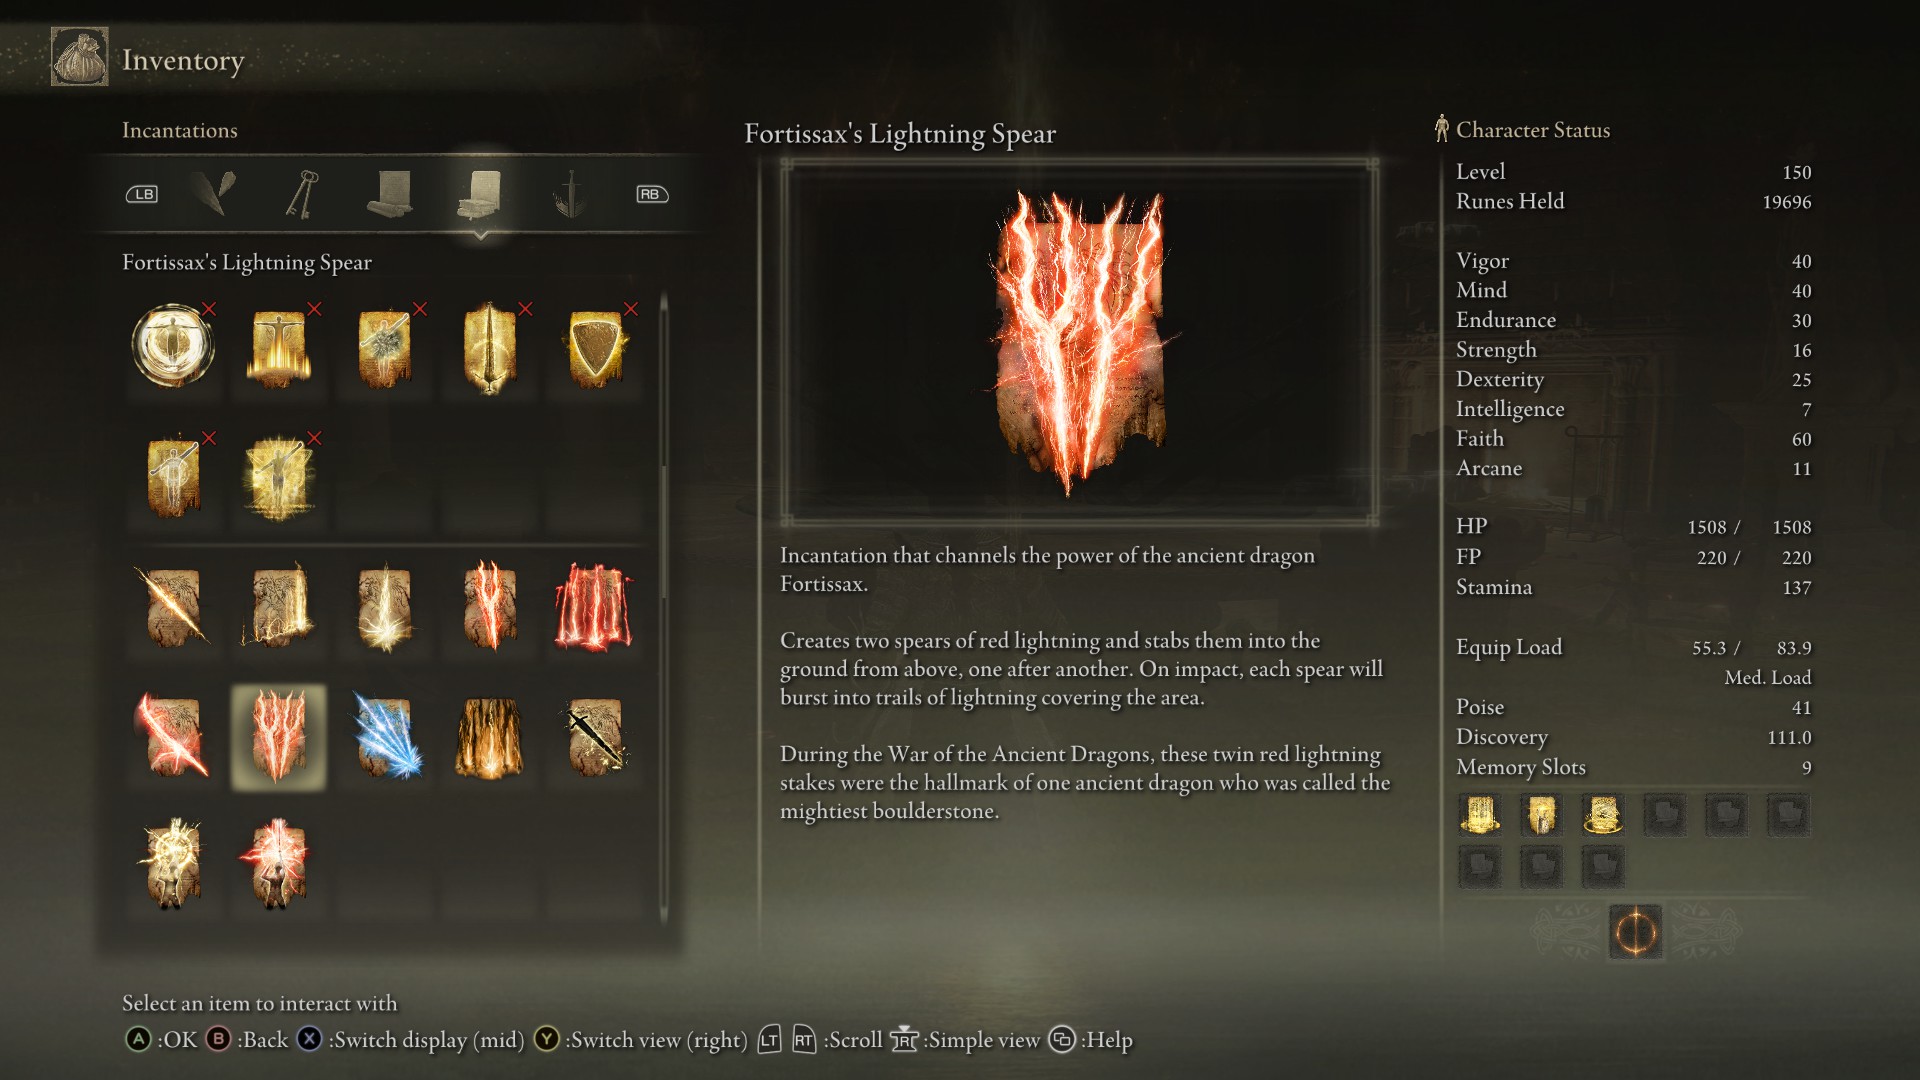 Inventory
Incantations
LB
RB
Fortissax's Lightning Spear
Fortissax's Lightning Spear
Incantation that channels the power of the ancient dragon
Fortissax.
Creates two spears of red lightning and stabs them into the
ground from above, one after another. On impact, each spear will
burst into trails of lightning covering the area.
During the War of the Ancient Dragons, these twin red lightning
stakes were the hallmark of one ancient dragon who was called the
mightiest boulderstone.
Character Status
Level 150
Runes Held 19696
Vigor 40
Mind 40
Endurance 30
Strength 16
Dexterity 25
Intelligence 7
Faith 60
Arcane 11
HP 1508 / 1508
FP 220 / 220
Stamina 137
Equip Load 55.3 / 83.9
Med. Load
Poise 41
Discovery 111.0
Memory Slots 9
Select an item to interact with
A :OK B :Back X :Switch display (mid) Y :Switch view (right) LT RT :Scroll R :Simple view :Help